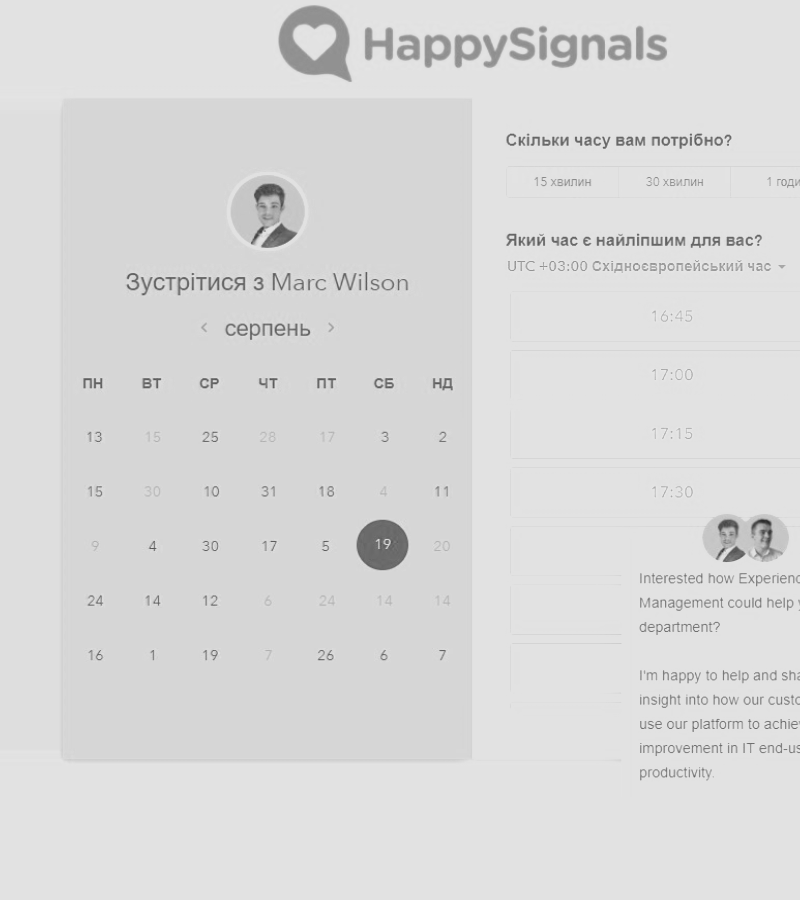 HappySignals
Зустрітися з Marc Wilson
серпень
ПН ВТ СР ЧТ ПТ СБ НД
13 15 25 28 17 3 2
15 30 10 31 18 4 11
9 4 30 17 5 19 20
24 14 12 6 24 14 14
16 1 19 7 26 6 7
Скільки часу вам потрібно?
15 хвилин 30 хвилин 1 годи
Який час є найліпшим для вас?
UTC +03:00 Східноєвропейський час
16:45
17:00
17:15
17:30
Interested how Experienc
Management could help y
department?
I'm happy to help and sha
insight into how our custo
use our platform to achiev
improvement in IT end-us
productivity.